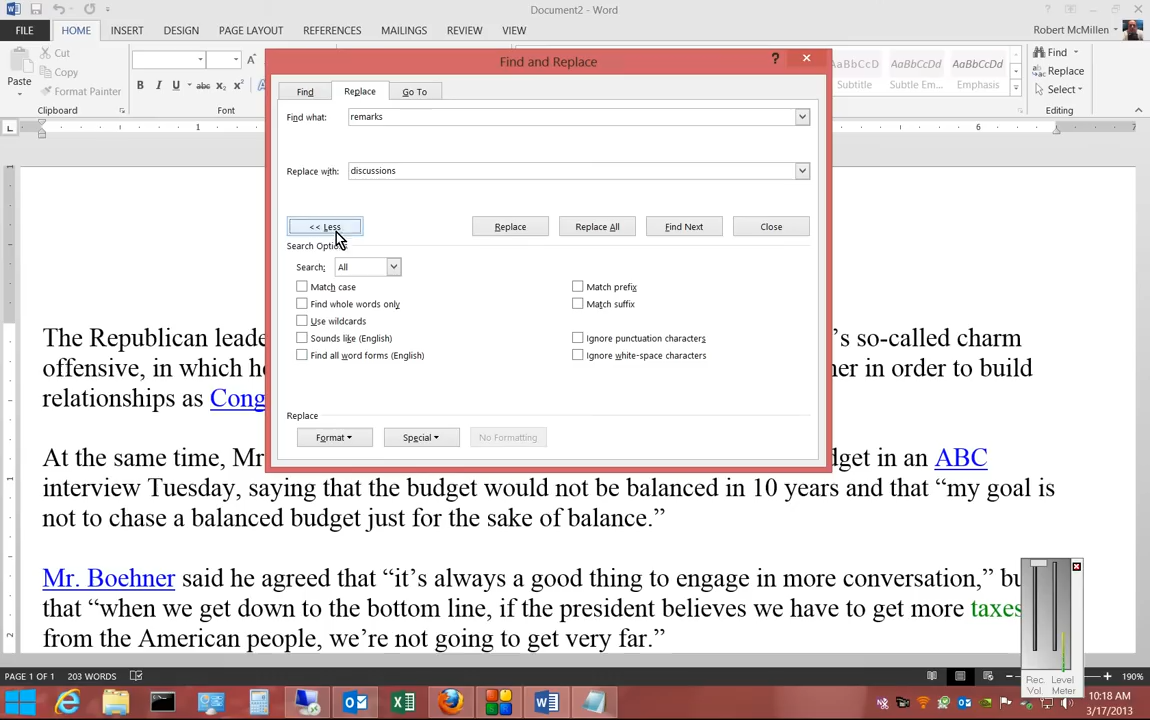 Document2 - Word
FILE HOME INSERT DESIGN PAGE LAYOUT REFERENCES MAILINGS REVIEW VIEW Robert McMillen
Paste
Cut
Copy
Format Painter
Clipboard
B I U abc x₂ x²
Font
AaBbCcD AaBbCcDd AaBbCcDd
Subtitle Subtle Em... Emphasis
Find
Replace
Select
Editing
Find and Replace
Find Replace Go To
Find what: remarks
Replace with: discussions
<< Less Replace Replace All Find Next Close
Search Optio
Search: All
Match case Match prefix
Find whole words only Match suffix
Use wildcards
Sounds like (English) Ignore punctuation characters
Find all word forms (English) Ignore white-space characters
Replace
Format Special No Formatting
1 6 7
The Republican leade 's so-called charm
offensive, in which h ner in order to build
relationships as Cong
At the same time, Mr dget in an ABC
interview Tuesday, saying that the budget would not be balanced in 10 years and that “my goal is
not to chase a balanced budget just for the sake of balance.”
Mr. Boehner said he agreed that “it’s always a good thing to engage in more conversation,” bu
that “when we get down to the bottom line, if the president believes we have to get more taxes
from the American people, we’re not going to get very far.”
Rec. Vol. Level Meter
PAGE 1 OF 1 203 WORDS 190%
10:18 AM
3/17/2013